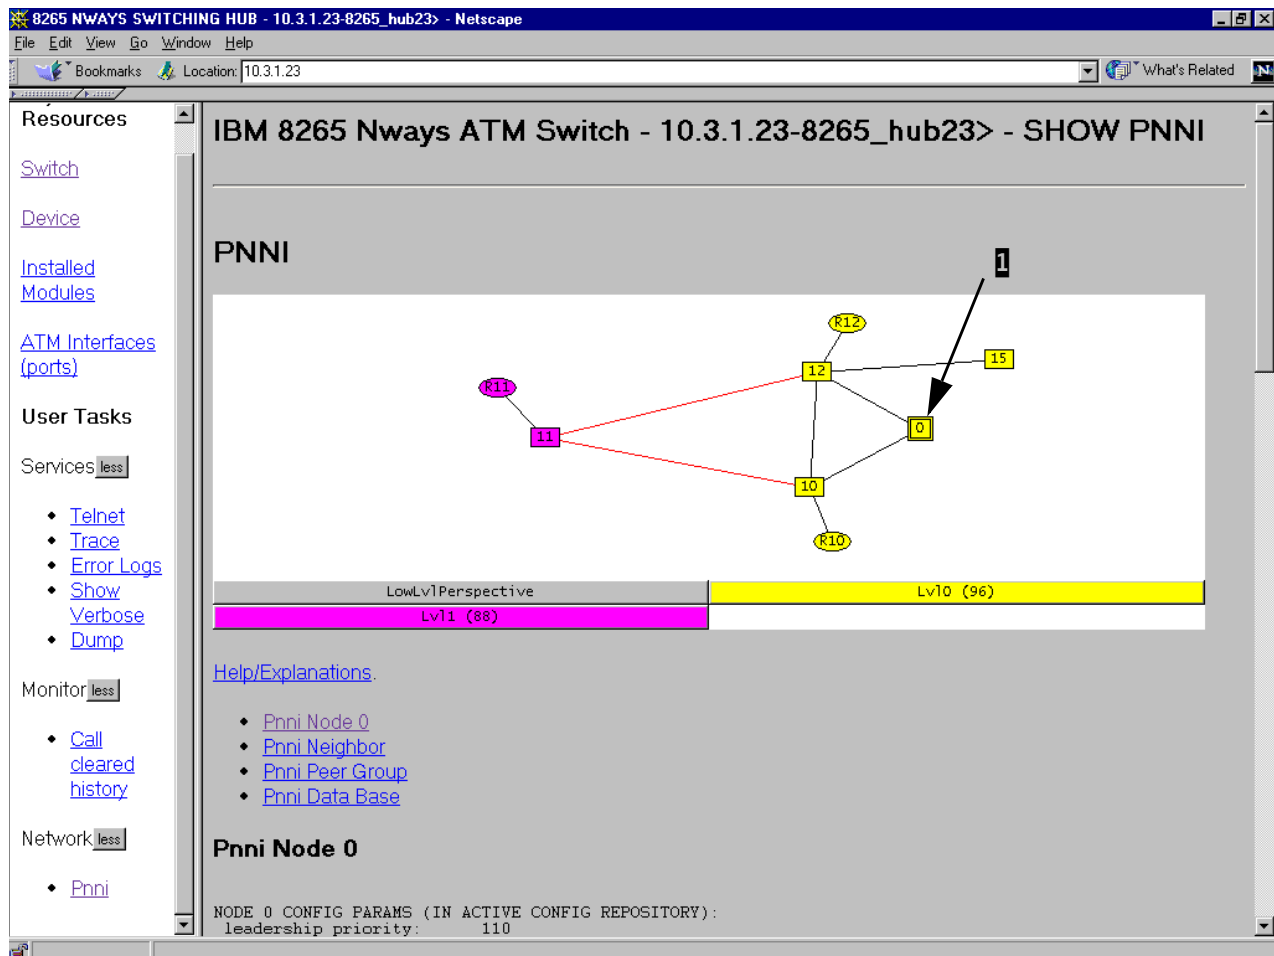 8265 NWAYS SWITCHING HUB - 10.3.1.23-8265_hub23> - Netscape
File Edit View Go Window Help
Bookmarks Location: 10.3.1.23 What's Related N
Resources
Switch
Device
Installed
Modules
ATM Interfaces
(ports)
User Tasks
Services less
Telnet
Trace
Error Logs
Show
Verbose
Dump
Monitor less
Call
cleared
history
Network less
Pnni
IBM 8265 Nways ATM Switch - 10.3.1.23-8265_hub23> - SHOW PNNI
PNNI
1
R12
15
12
R11
0
11
10
R10
LowLvlPerspective Lvl0 (96)
Lvl1 (88)
Help/Explanations.
Pnni Node 0
Pnni Neighbor
Pnni Peer Group
Pnni Data Base
Pnni Node 0
NODE 0 CONFIG PARAMS (IN ACTIVE CONFIG REPOSITORY):
leadership priority: 110